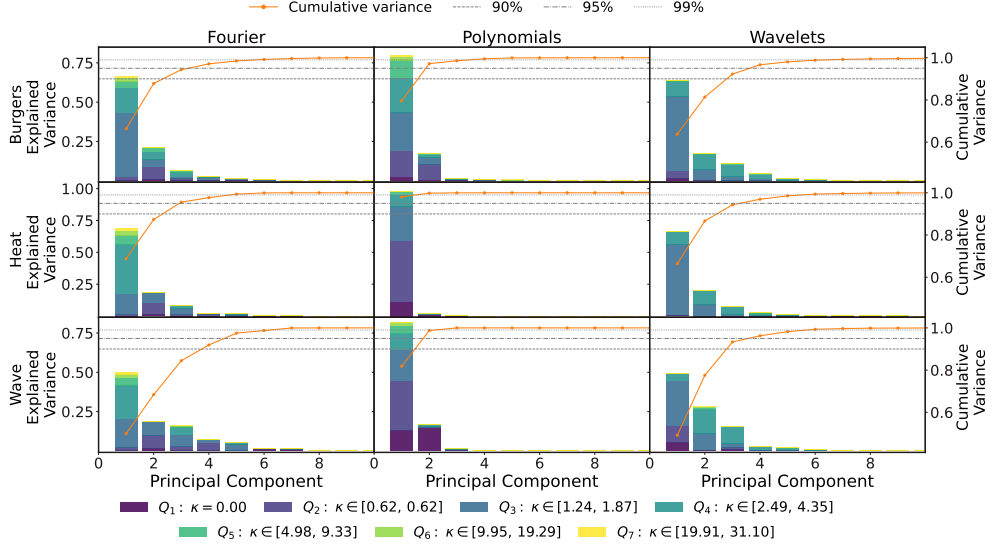 Cumulative variance 90% 95% 99%
Fourier Polynomials Wavelets
Burgers
Explained
Variance
0.75
0.50
0.25
1.0
0.8
0.6
Cumulative
Variance
Heat
Explained
Variance
1.00
0.75
0.50
0.25
1.0
0.8
0.6
Cumulative
Variance
Wave
Explained
Variance
0.75
0.50
0.25
1.0
0.8
0.6
Cumulative
Variance
0 2 4 6 8 0 2 4 6 8 0 2 4 6 8
Principal Component Principal Component Principal Component
Q₁ : κ = 0.00 Q₂ : κ ∈ [0.62, 0.62] Q₃ : κ ∈ [1.24, 1.87] Q₄ : κ ∈ [2.49, 4.35]
Q₅ : κ ∈ [4.98, 9.33] Q₆ : κ ∈ [9.95, 19.29] Q₇ : κ ∈ [19.91, 31.10]